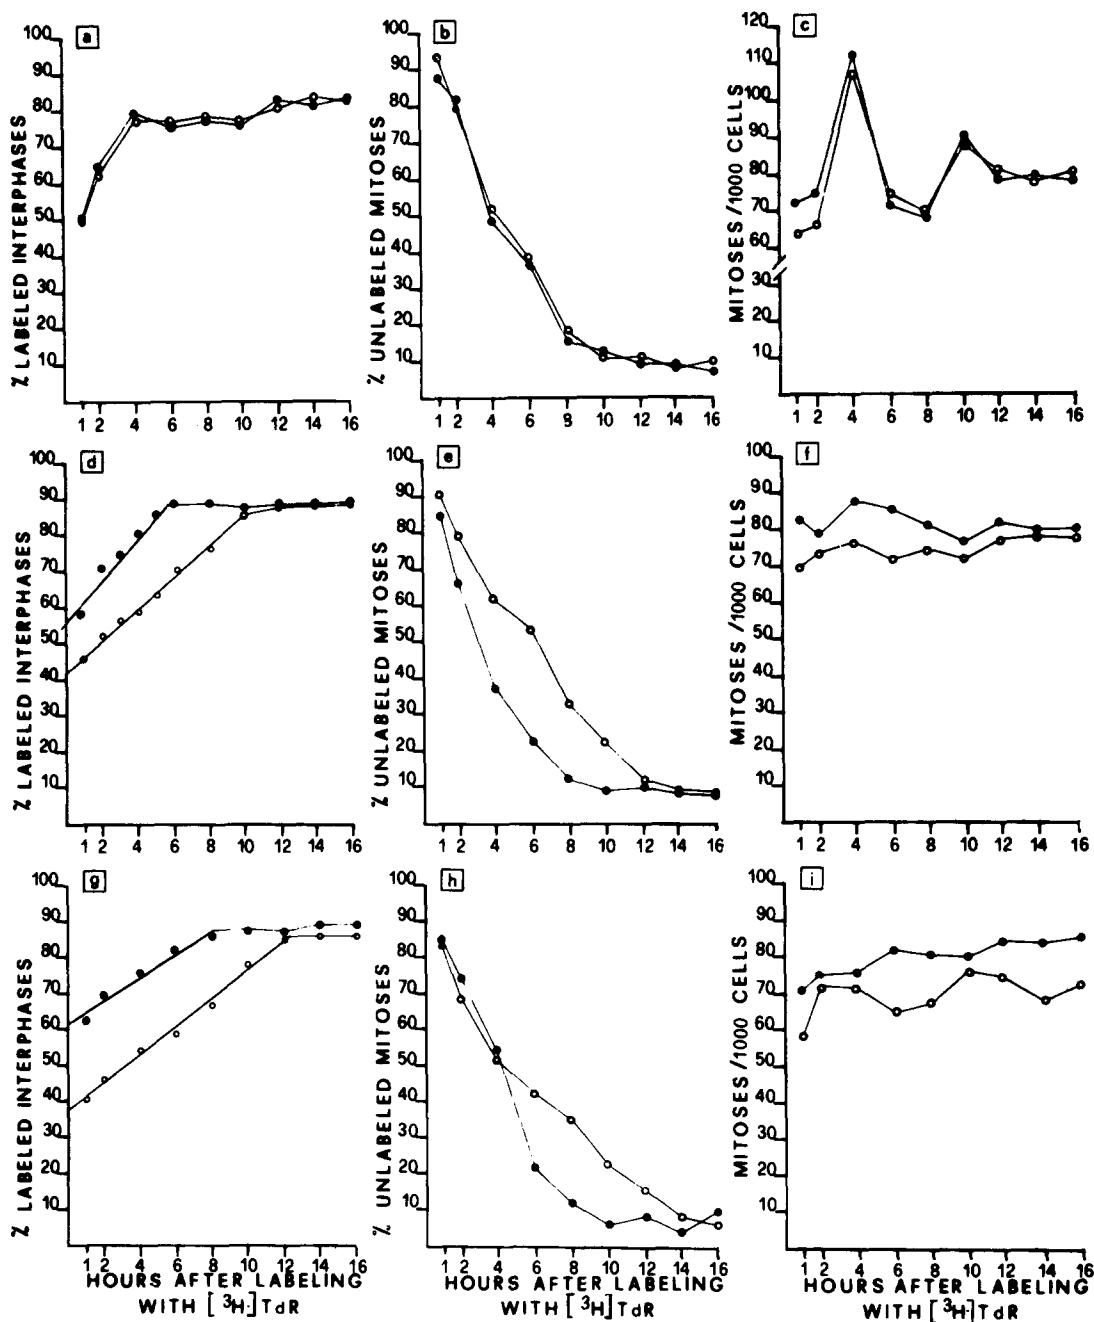 a
% LABELED INTERPHASES
100
90
80
70
60
50
40
30
20
10
1 2 4 6 8 10 12 14 16
b
% UNLABELED MITOSES
100
90
80
70
60
50
40
30
20
10
1 2 4 6 8 10 12 14 16
c
MITOSES /1000 CELLS
120
110
100
90
80
70
60
30
20
10
1 2 4 6 8 10 12 14 16
d
% LABELED INTERPHASES
100
90
80
70
60
50
40
30
20
10
1 2 4 6 8 10 12 14 16
e
% UNLABELED MITOSES
100
90
80
70
60
50
40
30
20
10
1 2 4 6 8 10 12 14 16
f
MITOSES /1000 CELLS
100
90
80
70
60
50
40
30
20
10
1 2 4 6 8 10 12 14 16
g
% LABELED INTERPHASES
100
90
80
70
60
50
40
30
20
10
1 2 4 6 8 10 12 14 16
HOURS AFTER LABELING
WITH [³H]TdR
h
% UNLABELED MITOSES
100
90
80
70
60
50
40
30
20
10
1 2 4 6 8 10 12 14 16
HOURS AFTER LABELING
WITH [³H]TdR
i
MITOSES /1000 CELLS
100
90
80
70
60
50
40
30
20
10
1 2 4 6 8 10 12 14 16
HOURS AFTER LABELING
WITH [³H]TdR